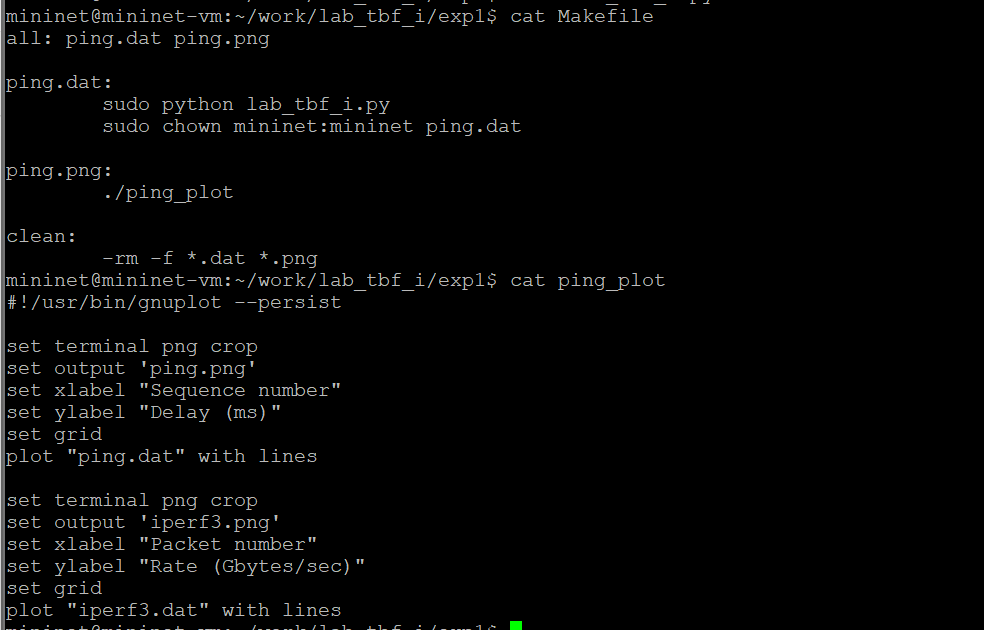 mininet@mininet-vm:~/work/lab_tbf_i/exp1$ cat Makefile
all: ping.dat ping.png
ping.dat:
sudo python lab_tbf_i.py
sudo chown mininet:mininet ping.dat
ping.png:
./ping_plot
clean:
-rm -f *.dat *.png
mininet@mininet-vm:~/work/lab_tbf_i/exp1$ cat ping_plot
#!/usr/bin/gnuplot --persist
set terminal png crop
set output 'ping.png'
set xlabel "Sequence number"
set ylabel "Delay (ms)"
set grid
plot "ping.dat" with lines
set terminal png crop
set output 'iperf3.png'
set xlabel "Packet number"
set ylabel "Rate (Gbytes/sec)"
set grid
plot "iperf3.dat" with lines
mininet@mininet-vm:~/work/lab_tbf_i/exp1$